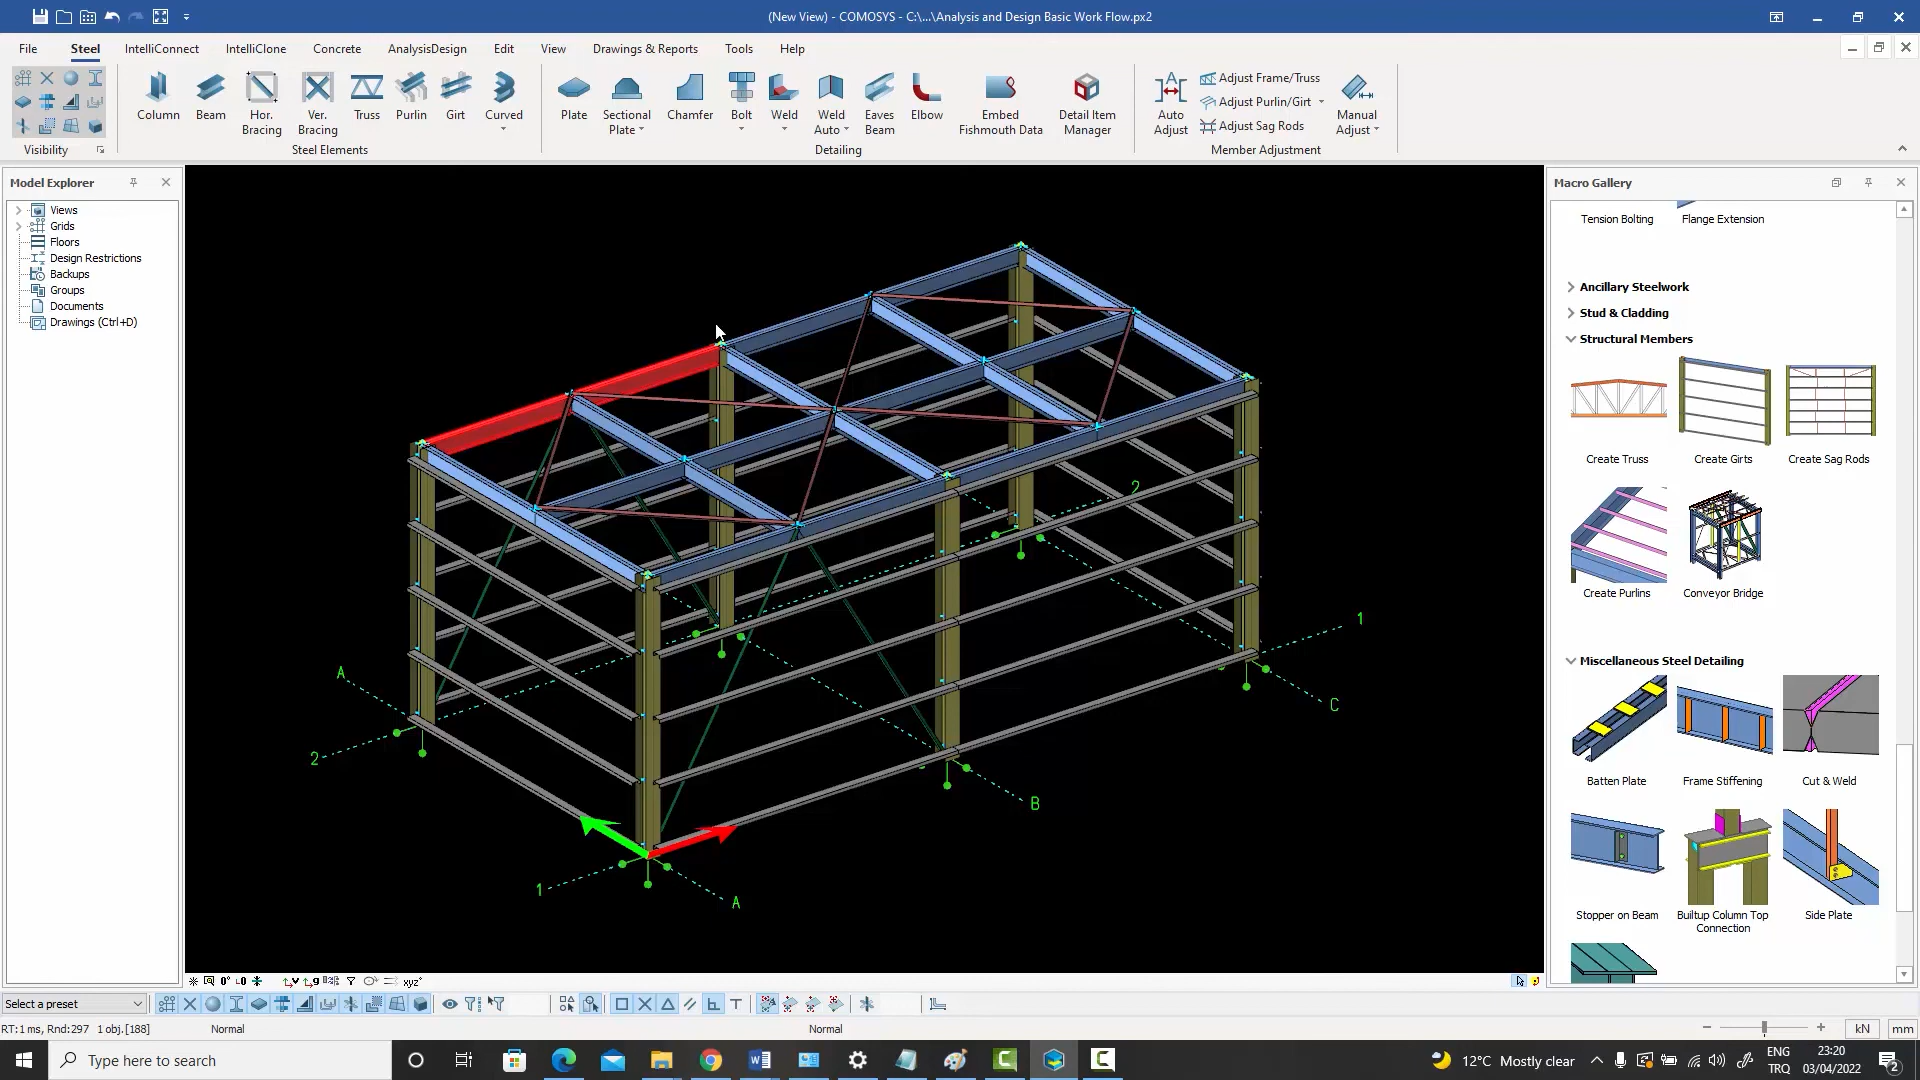 (New View) - COMOSYS - C:\...\Analysis and Design Basic Work Flow.px2
File Steel IntelliConnect IntelliClone Concrete AnalysisDesign Edit View Drawings & Reports Tools Help
Column Beam Hor. Bracing Ver. Bracing Truss Purlin Girt Curved
Plate Sectional Plate Chamfer Bolt Weld Weld Auto Eaves Beam Elbow Embed Fishmouth Data Detail Item Manager
Auto Adjust Adjust Frame/Truss Adjust Purlin/Girt Adjust Sag Rods Manual Adjust
Visibility Steel Elements Detailing Member Adjustment
Model Explorer
Views
Grids
Floors
Design Restrictions
Backups
Groups
Documents
Drawings (Ctrl+D)
2
1
A
C
2
B
1
A
Macro Gallery
Tension Bolting Flange Extension
Ancillary Steelwork
Stud & Cladding
Structural Members
Create Truss Create Girts Create Sag Rods
Create Purlins Conveyor Bridge
Miscellaneous Steel Detailing
Batten Plate Frame Stiffening Cut & Weld
Stopper on Beam Builtup Column Top Connection Side Plate
xyz
Select a preset
RT:1 ms, Rnd:297 1 obj.[188] Normal Normal kN mm
Type here to search
12°C Mostly clear
ENG
TRQ
23:20
03/04/2022
2